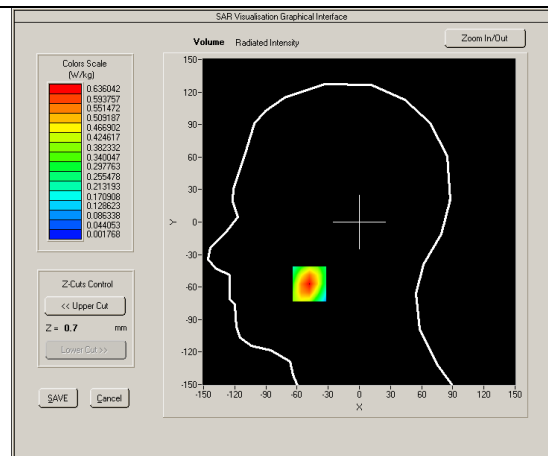 SAR Visualisation Graphical Interface
Volume Radiated Intensity
Zoom In/Out
Colors Scale
(W/kg)
0.636042
0.593757
0.551472
0.509187
0.466902
0.424617
0.382332
0.340047
0.297763
0.255478
0.213193
0.170908
0.128623
0.086338
0.044053
0.001768
Z-Cuts Control
<< Upper Cut
Z = 0.7 mm
Lower Cut >>
SAVE Cancel
150
120
90
60
30
0
-30
-60
-90
-120
-150
Y
-150 -120 -90 -60 -30 0 30 60 90 120 150
X